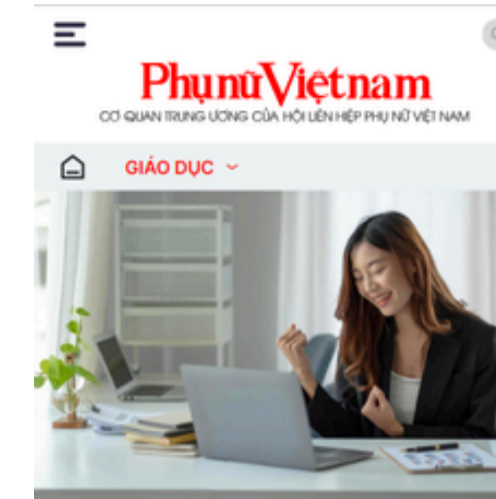 PhụnữViệtnam
CƠ QUAN TRUNG ƯƠNG CỦA HỘI LIÊN HIỆP PHỤ NỮ VIỆT NAM
GIÁO DỤC